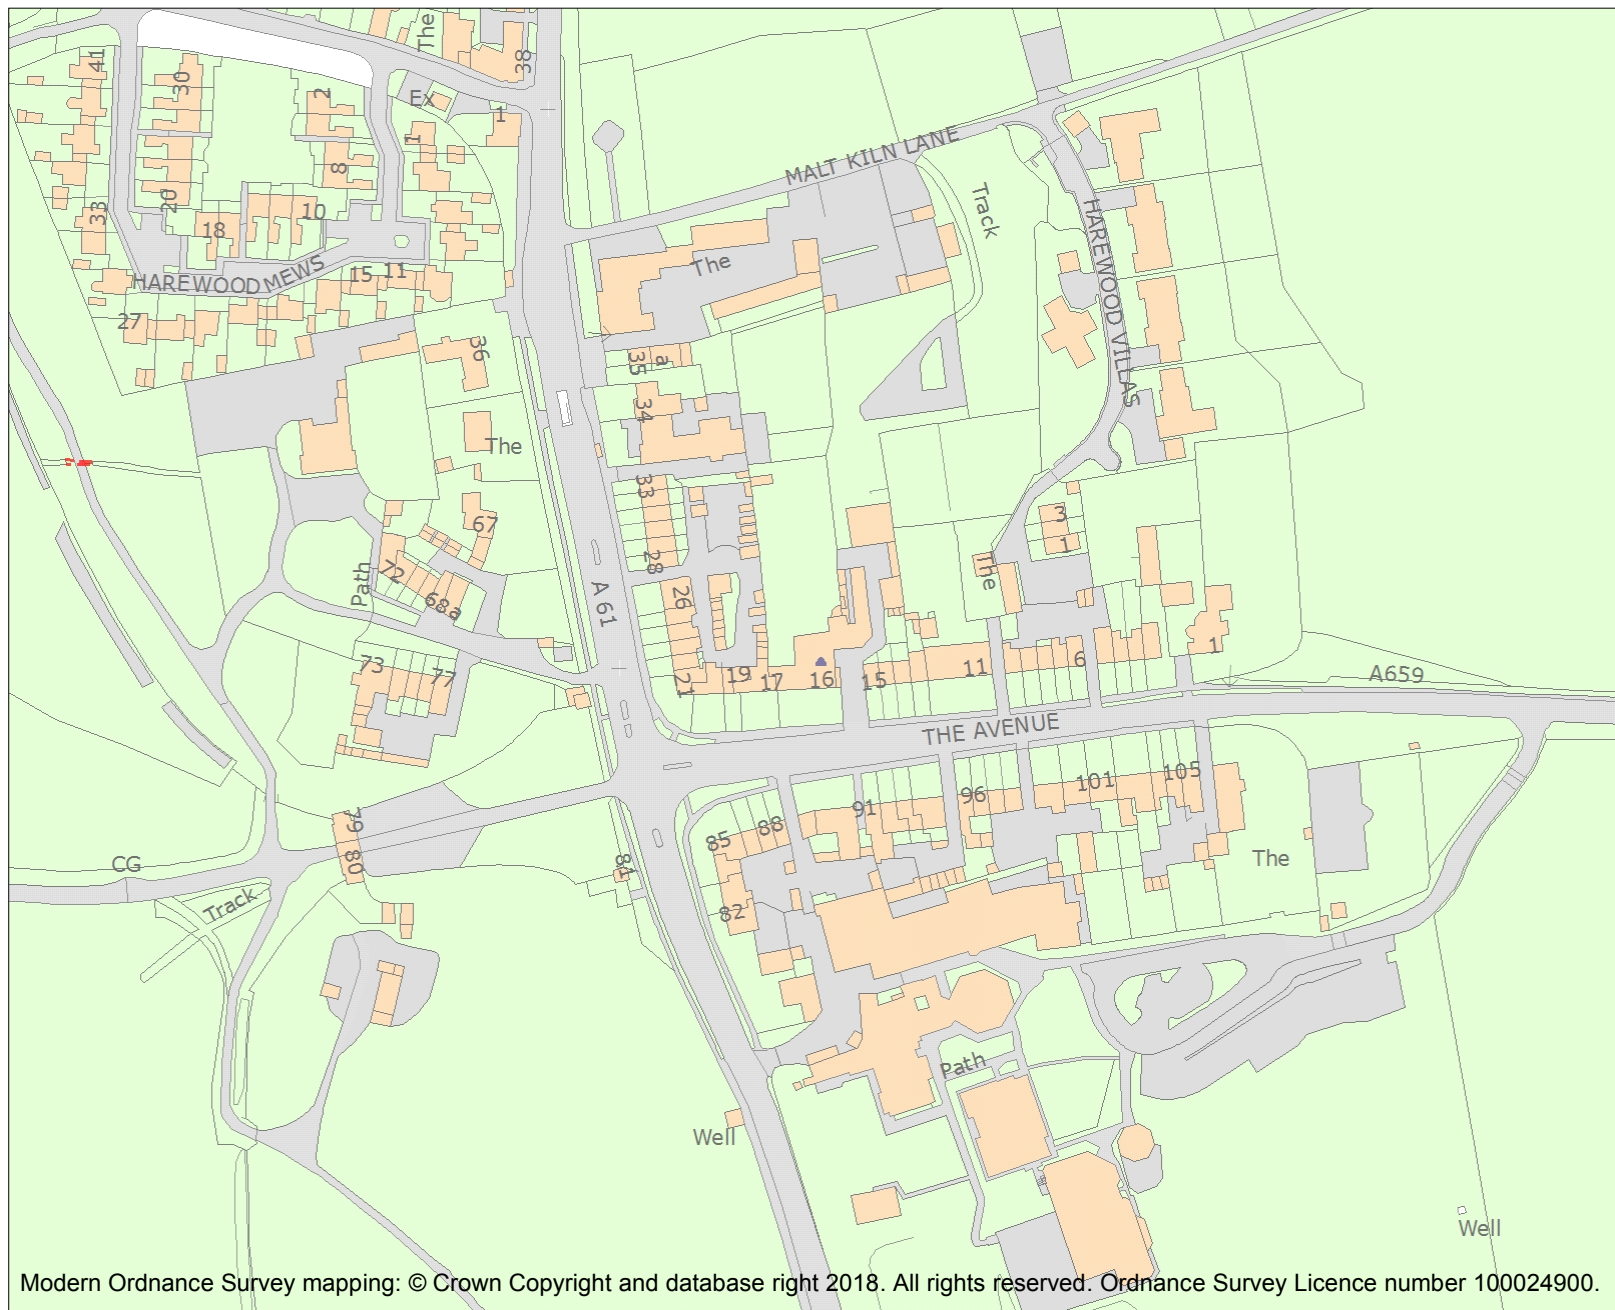 The
38
41
30
2
Ex
1
1
MALT KILN LANE
8
20
10
Track
33
18
HAREWOOD VILLAS
The
HAREWOOD MEWS
15
11
27
36
35
a
34
The
33
67
3
1
28
72
Path
68a
A 61
26
The
73
77
21
19
17
16
15
11
6
1
A659
THE AVENUE
79
80
85
88
91
96
101
105
CG
81
The
Track
82
Path
Well
Well
Modern Ordnance Survey mapping: © Crown Copyright and database right 2018. All rights reserved. Ordnance Survey Licence number 100024900.